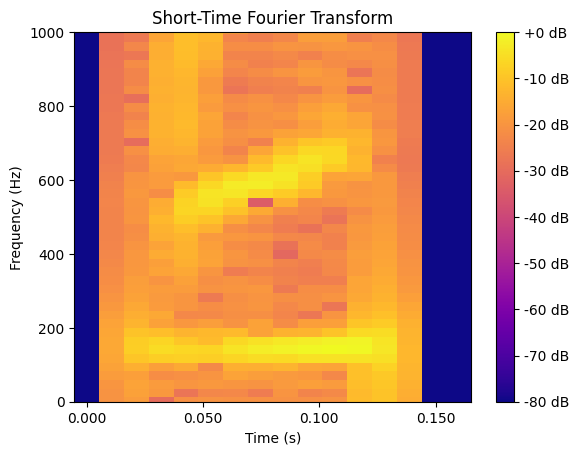 Short-Time Fourier Transform
1000
800
600
400
200
0
Frequency (Hz)
0.000
0.050
0.100
0.150
Time (s)
+0 dB
-10 dB
-20 dB
-30 dB
-40 dB
-50 dB
-60 dB
-70 dB
-80 dB